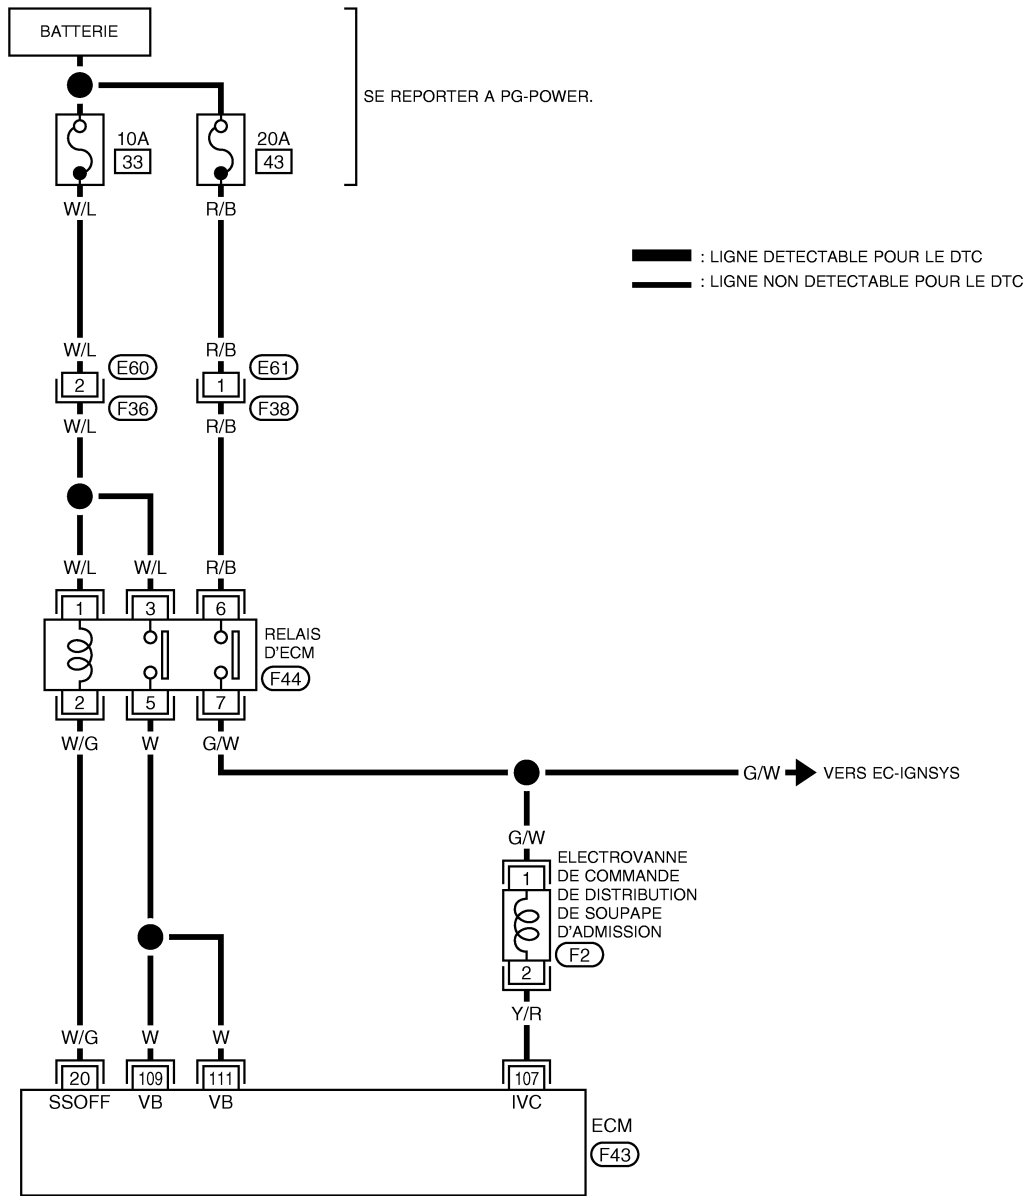 BATTERIE
SE REPORTER A PG-POWER.
10A
33
20A
43
W/L
R/B
: LIGNE DETECTABLE POUR LE DTC
: LIGNE NON DETECTABLE POUR LE DTC
W/L
R/B
E60
E61
2
1
F36
F38
W/L
R/B
W/L
W/L
R/B
1
3
6
RELAIS
D'ECM
F44
2
5
7
W/G
W
G/W
G/W
VERS EC-IGNSYS
G/W
1
ELECTROVANNE
DE COMMANDE
DE DISTRIBUTION
DE SOUPAPE
D'ADMISSION
F2
2
Y/R
W/G
W
W
20
109
111
107
SSOFF
VB
VB
IVC
ECM
F43